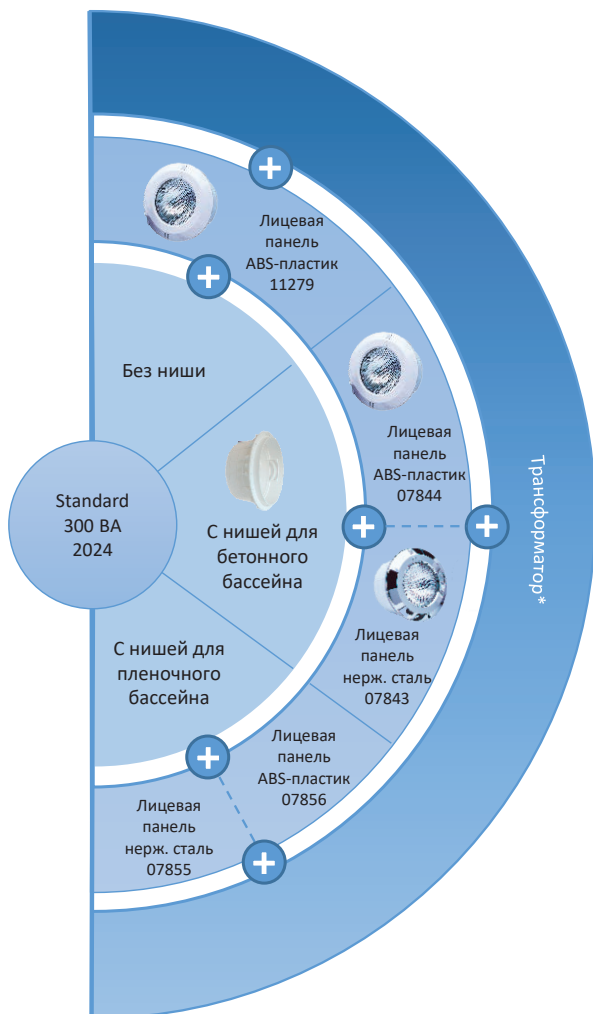 Лицевая
панель
ABS-пластик
11279
Без ниши
Лицевая
панель
ABS-пластик
07844
Standard
300 ВА
2024
С нишей для
бетонного
бассейна
Трансформатор*
С нишей для
пленочного
бассейна
Лицевая
панель
нерж. сталь
07843
Лицевая
панель
ABS-пластик
07856
Лицевая
панель
нерж. сталь
07855